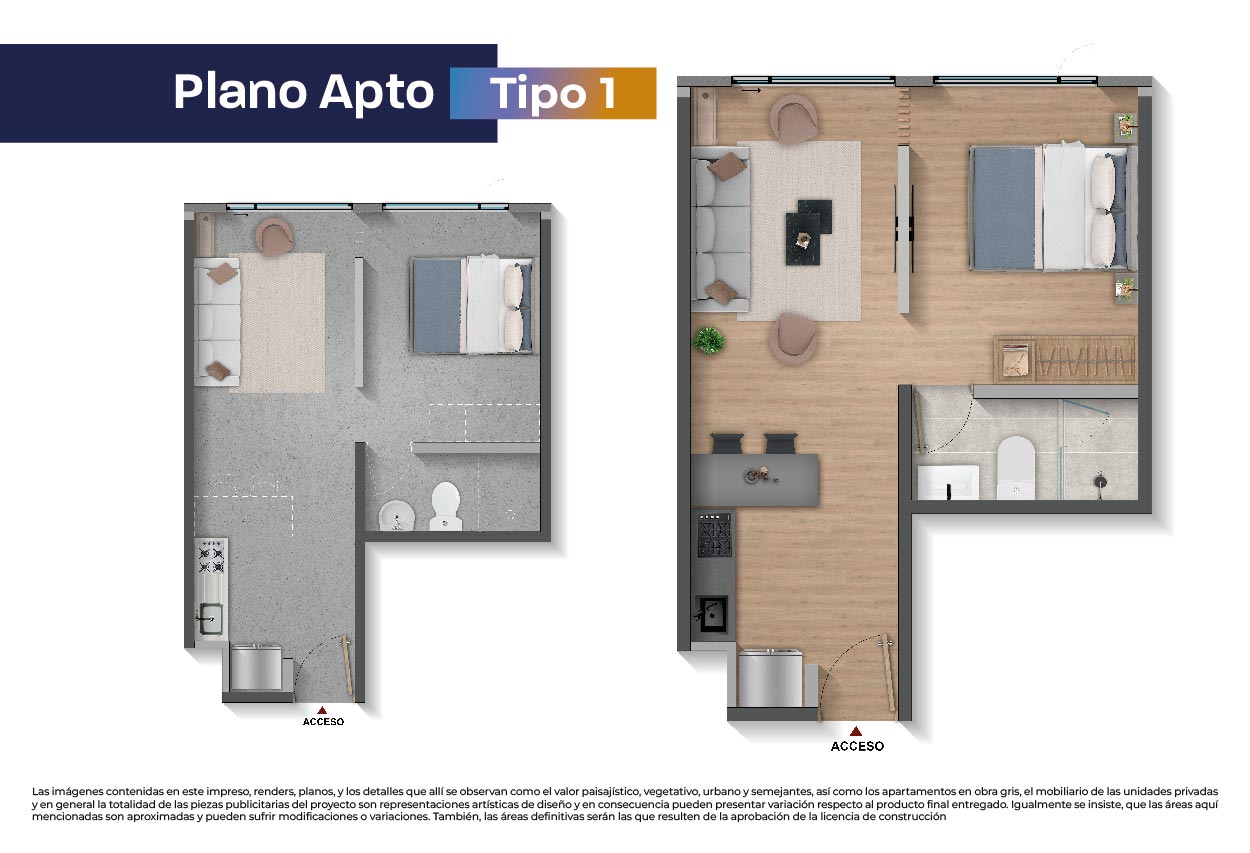 Plano Apto Tipo 1
ACCESO
ACCESO
Las imágenes contenidas en este impreso, renders, planos, y los detalles que allí se observan como el valor paisajístico, vegetativo, urbano y semejantes, así como los apartamentos en obra gris, el mobiliario de las unidades privadas
y en general la totalidad de las piezas publicitarias del proyecto son representaciones artísticas de diseño y en consecuencia pueden presentar variación respecto al producto final entregado. Igualmente se insiste, que las áreas aquí
mencionadas son aproximadas y pueden sufrir modificaciones o variaciones. También, las áreas definitivas serán las que resulten de la aprobación de la licencia de construcción